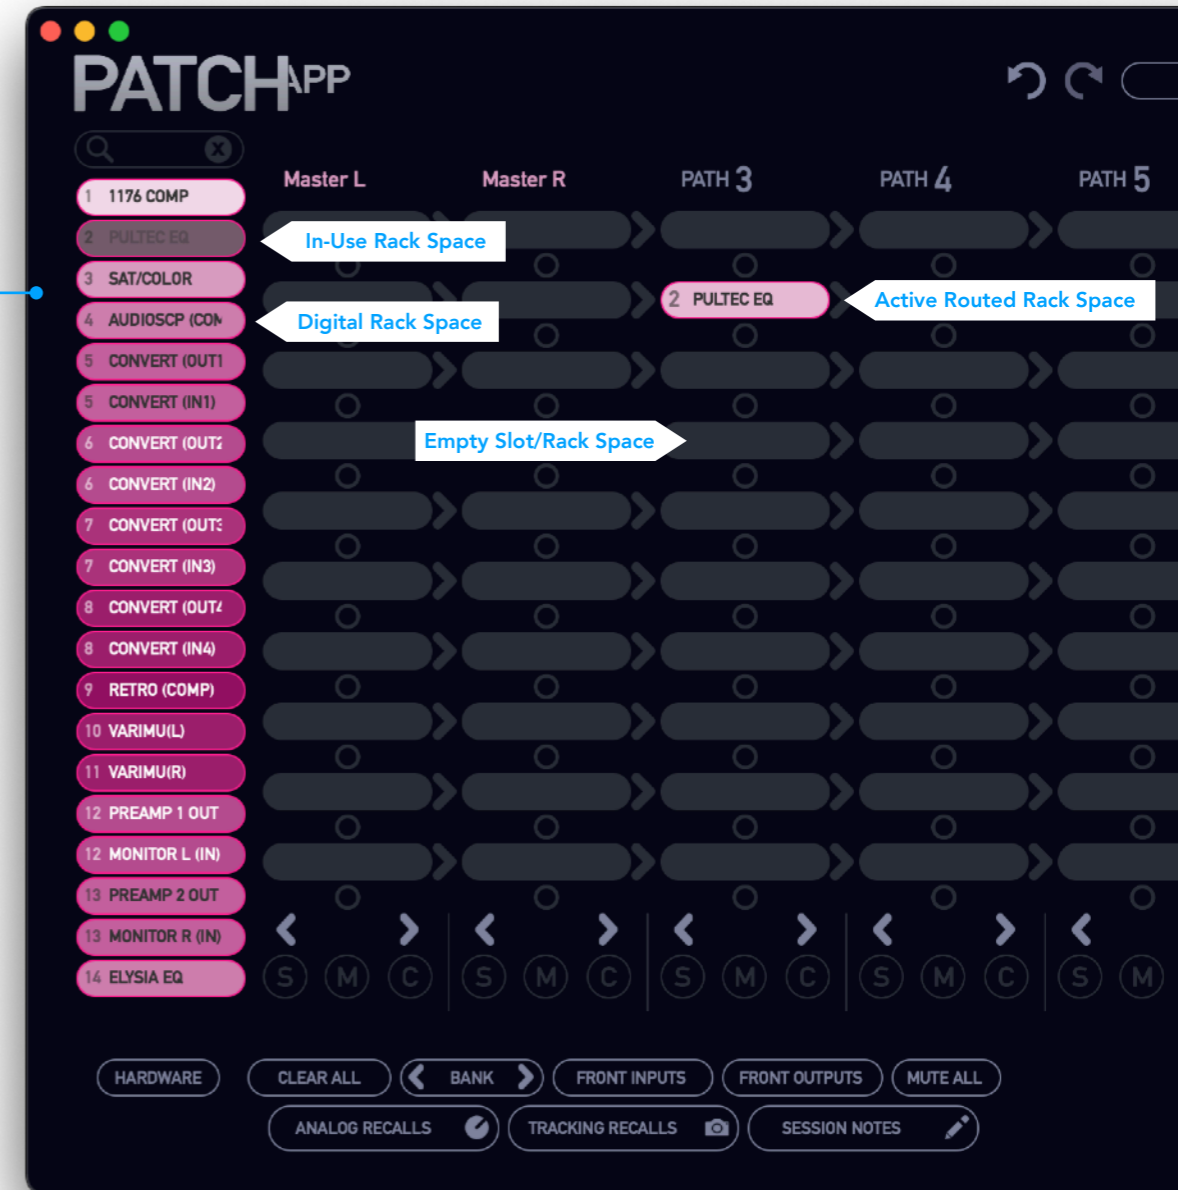 PATCHAPP
X
Master L Master R PATH 3 PATH 4 PATH 5
1 1176 COMP
2 PULTEC EQ
In-Use Rack Space
3 SAT/COLOR
2 PULTEC EQ
Active Routed Rack Space
4 AUDIOSCP (COM
Digital Rack Space
5 CONVERT (OUT1
5 CONVERT (IN1)
6 CONVERT (OUT2
Empty Slot/Rack Space
6 CONVERT (IN2)
7 CONVERT (OUT3
7 CONVERT (IN3)
8 CONVERT (OUT4
8 CONVERT (IN4)
9 RETRO (COMP)
10 VARIMU(L)
11 VARIMU(R)
12 PREAMP 1 OUT
12 MONITOR L (IN)
13 PREAMP 2 OUT
13 MONITOR R (IN)
14 ELYSIA EQ
S M C S M C S M C S M C S M
HARDWARE CLEAR ALL BANK FRONT INPUTS FRONT OUTPUTS MUTE ALL
ANALOG RECALLS TRACKING RECALLS SESSION NOTES